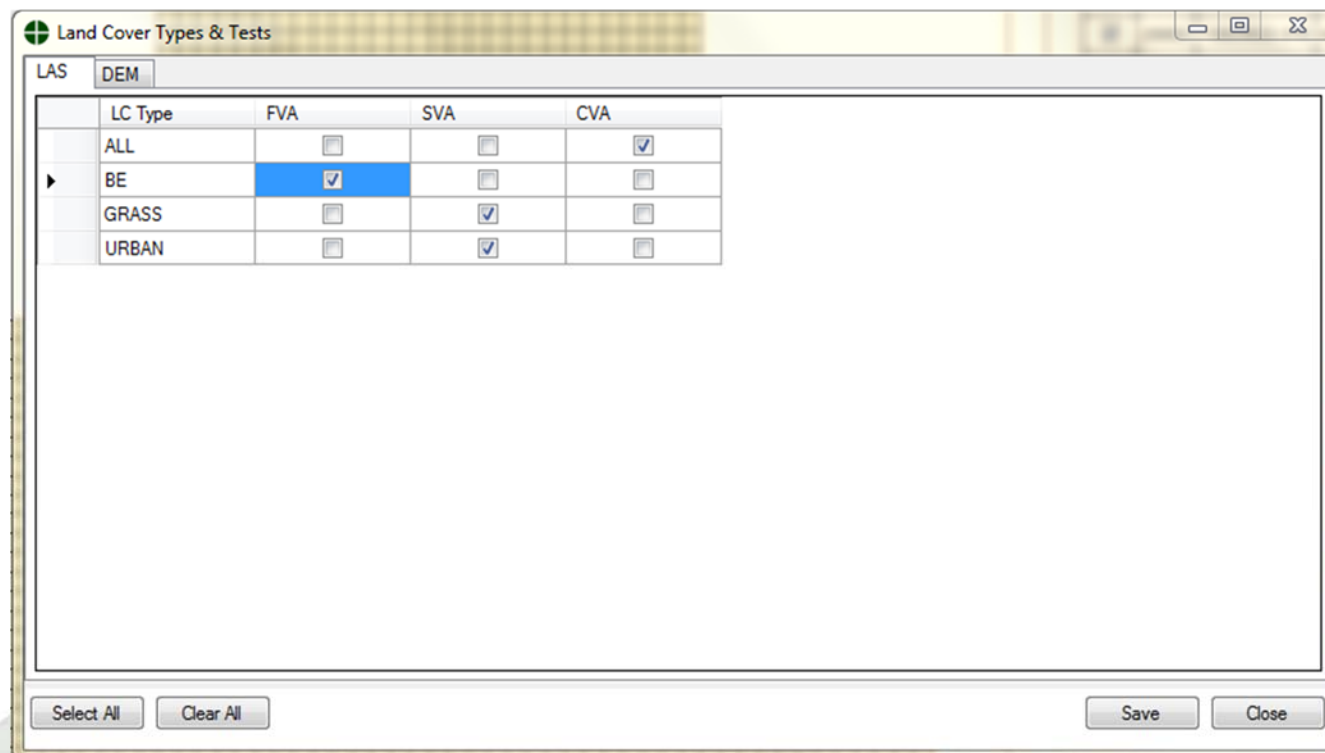 Land Cover Types & Tests
LAS DEM
LC Type FVA SVA CVA
ALL
BE
GRASS
URBAN
Select All Clear All Save Close